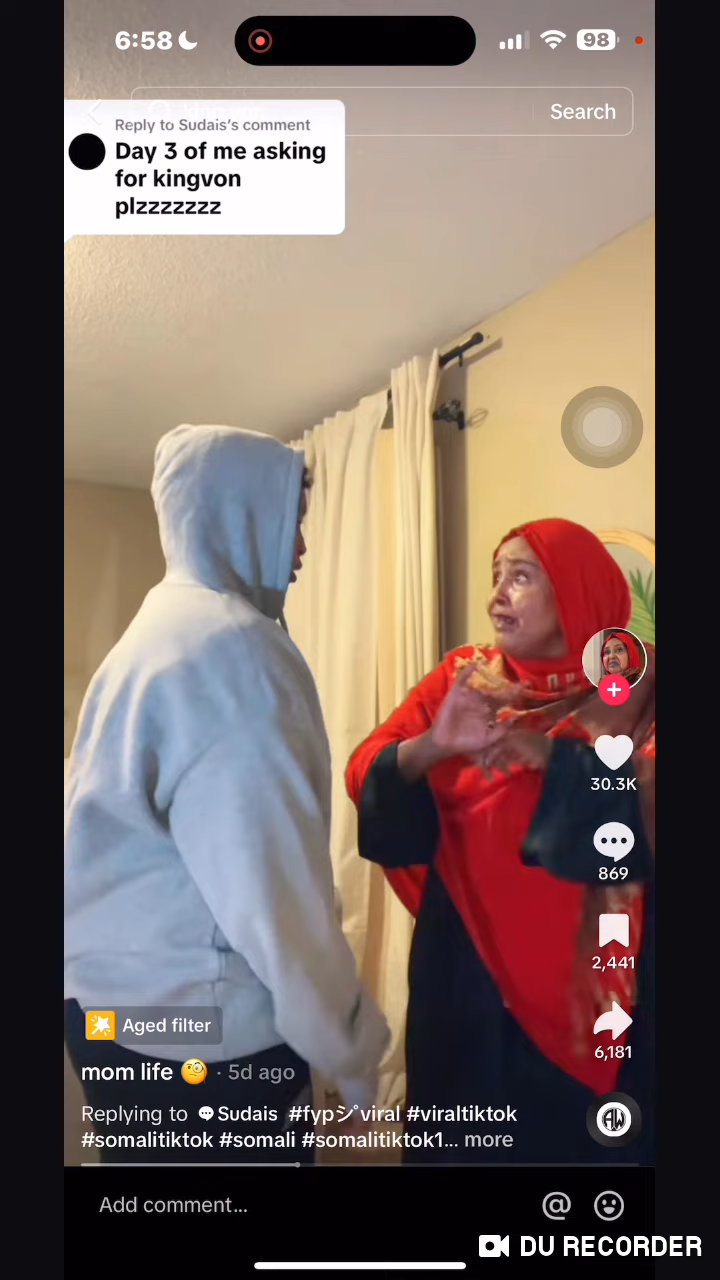 6:58
98
Search
Reply to Sudais's comment
Day 3 of me asking
for kingvon
plzzzzzzz
30.3K
869
2,441
6,181
Aged filter
mom life 🧐 · 5d ago
Replying to 💬Sudais #fypシ゚viral #viraltiktok
#somalitiktok #somali #somalitiktok1... more
AW
Add comment...
@
DU RECORDER